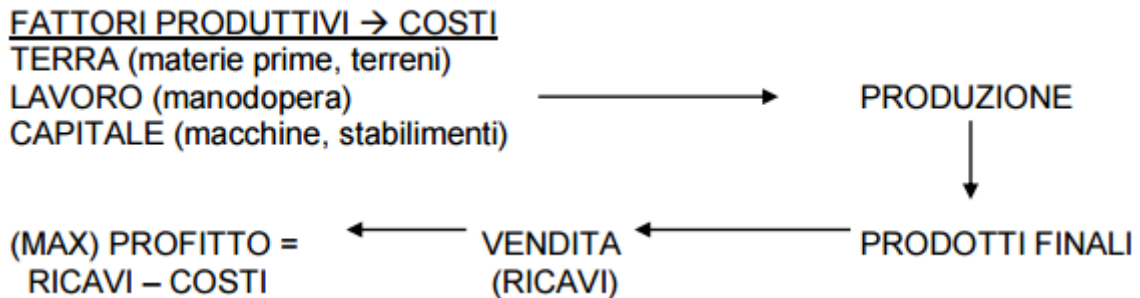 FATTORI PRODUTTIVI → COSTI
TERRA (materie prime, terreni)
LAVORO (manodopera)
PRODUZIONE
CAPITALE (macchine, stabilimenti)
(MAX) PROFITTO =
RICAVI – COSTI
VENDITA
(RICAVI)
PRODOTTI FINALI